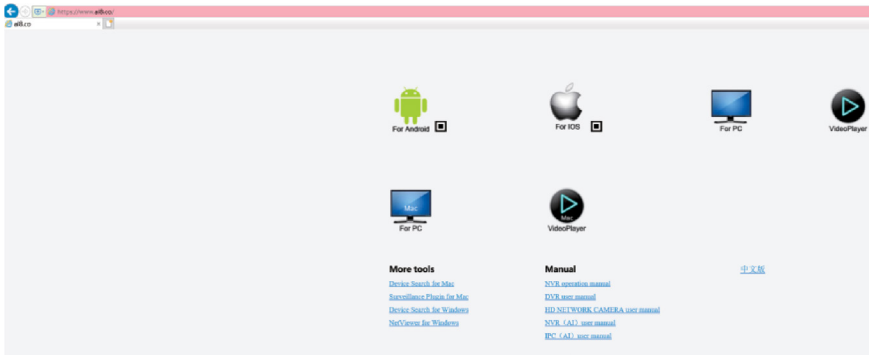 https://www.ai8.co/
ai8.co
For Android
For IOS
For PC
VideoPlayer
Mac
For PC
Mac
VideoPlayer
More tools
Manual
中文版
Device Search for Mac
NVR operation manual
Surveillance Plugin for Mac
DVR user manual
Device Search for Windows
HD NETWORK CAMERA user manual
NetViewer for Windows
NVR（AI）user manual
IPC（AI）user manual